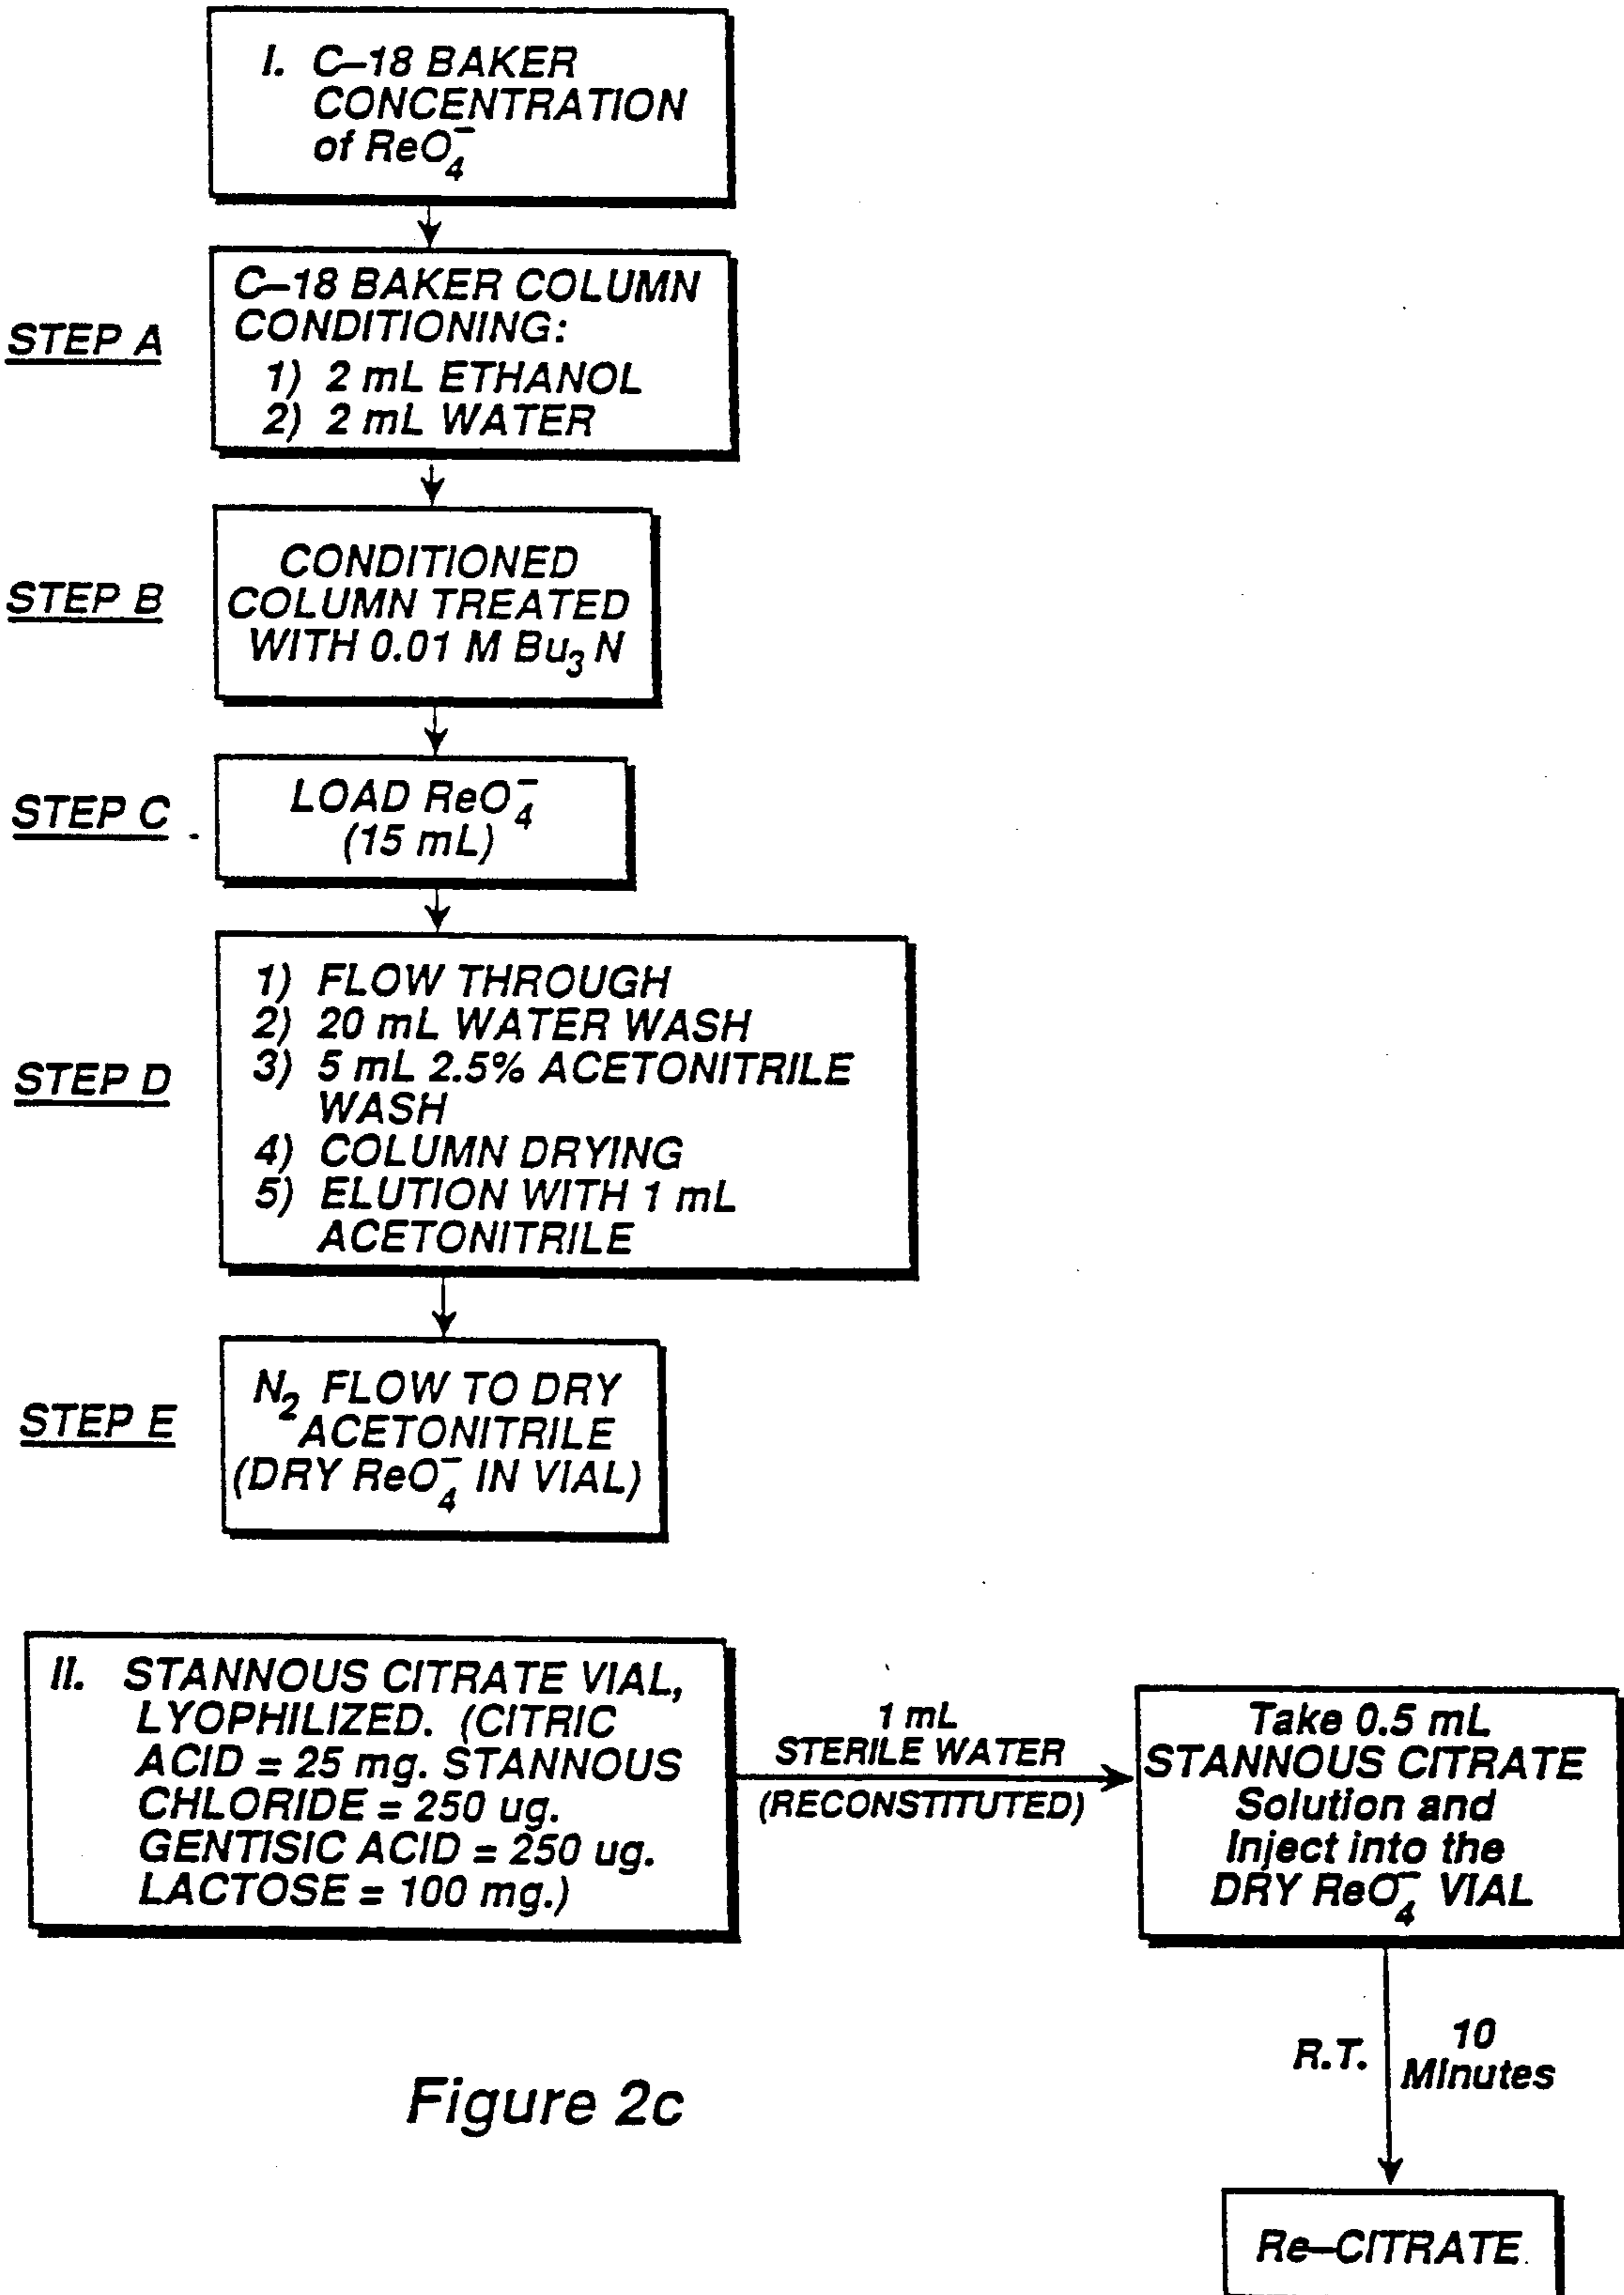 I. C–18 BAKER
CONCENTRATION
of ReO₄⁻
STEP A
C–18 BAKER COLUMN
CONDITIONING:
1) 2 mL ETHANOL
2) 2 mL WATER
STEP B
CONDITIONED
COLUMN TREATED
WITH 0.01 M Bu₃ N
STEP C
LOAD ReO₄⁻
(15 mL)
STEP D
1) FLOW THROUGH
2) 20 mL WATER WASH
3) 5 mL 2.5% ACETONITRILE
WASH
4) COLUMN DRYING
5) ELUTION WITH 1 mL
ACETONITRILE
STEP E
N₂ FLOW TO DRY
ACETONITRILE
(DRY ReO₄⁻ IN VIAL)
II. STANNOUS CITRATE VIAL,
LYOPHILIZED. (CITRIC
ACID = 25 mg. STANNOUS
CHLORIDE = 250 ug.
GENTISIC ACID = 250 ug.
LACTOSE = 100 mg.)
1 mL
STERILE WATER
(RECONSTITUTED)
Take 0.5 mL
STANNOUS CITRATE
Solution and
Inject into the
DRY ReO₄⁻ VIAL
R.T.
10
Minutes
Re–CITRATE
Figure 2c